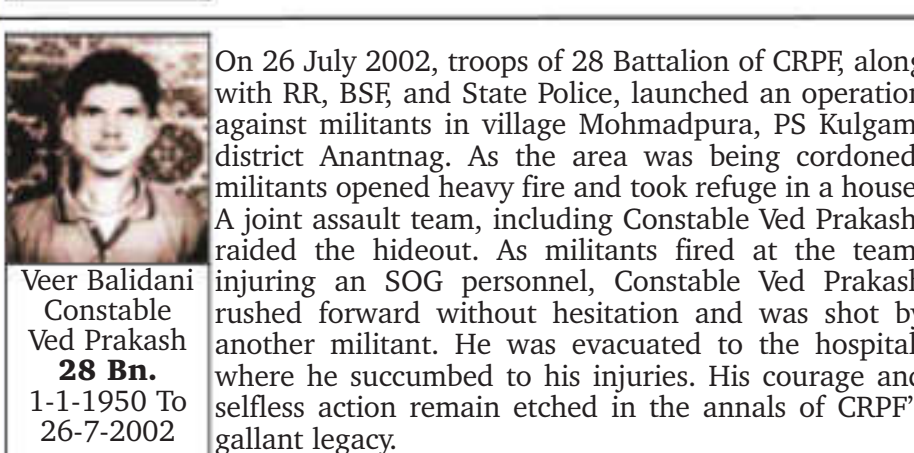 Veer Balidani
Constable
Ved Prakash
28 Bn.
1-1-1950 To
26-7-2002
On 26 July 2002, troops of 28 Battalion of CRPF, along
with RR, BSF, and State Police, launched an operation
against militants in village Mohmadpura, PS Kulgam
district Anantnag. As the area was being cordoned
militants opened heavy fire and took refuge in a house
A joint assault team, including Constable Ved Prakash
raided the hideout. As militants fired at the team
injuring an SOG personnel, Constable Ved Prakash
rushed forward without hesitation and was shot by
another militant. He was evacuated to the hospital
where he succumbed to his injuries. His courage and
selfless action remain etched in the annals of CRPF'
gallant legacy.